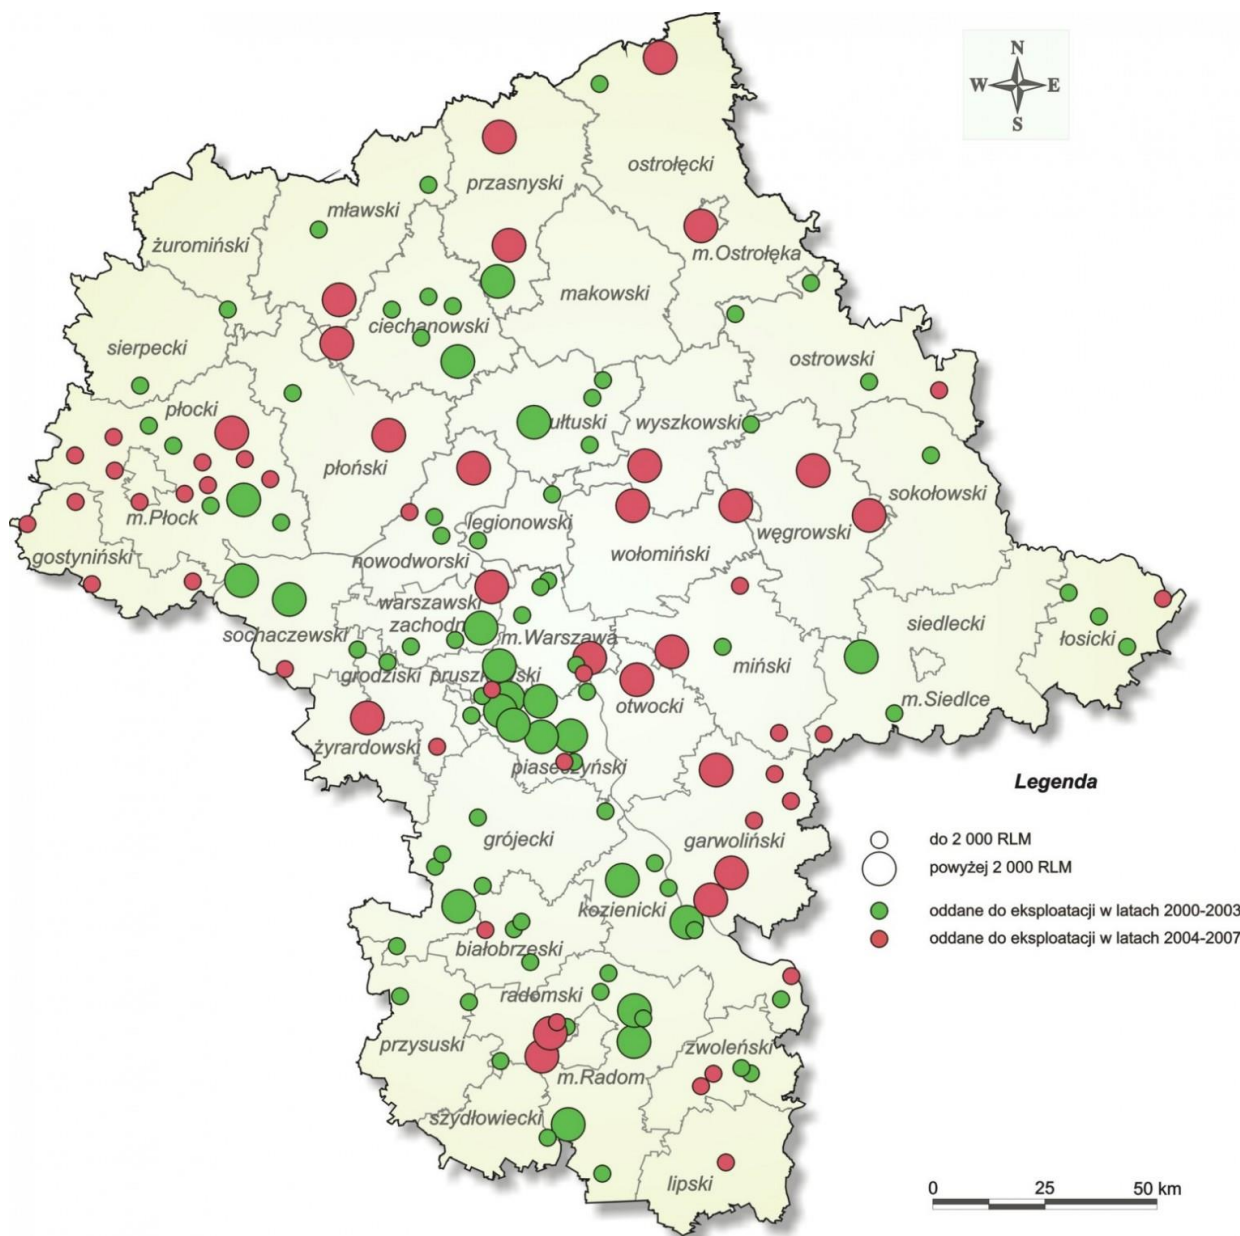 N
W E
S
ostrołęcki
przasnyski
mławski
żuromiński
m.Ostrołęka
makowski
ciechanowski
sierpecki
ostrowski
płocki
ułtuski
wyszkowski
płoński
sokołowski
m.Płock
legionowski
węgrowski
wołomiński
gostyniński
nowodworski
warszawski
zachodn
m.Warszawa
siedlecki
sochaczewski
łosicki
grodziski
pruszkowski
miński
otwocki
m.Siedlce
żyrardowski
piaseczyński
Legenda
grójecki
garwoliński
do 2 000 RLM
powyżej 2 000 RLM
kozienicki
oddane do eksploatacji w latach 2000-2003
białobrzeski
oddane do eksploatacji w latach 2004-2007
radomski
przysuski
zwoleński
m.Radom
szydłowiecki
lipski
0 25 50 km